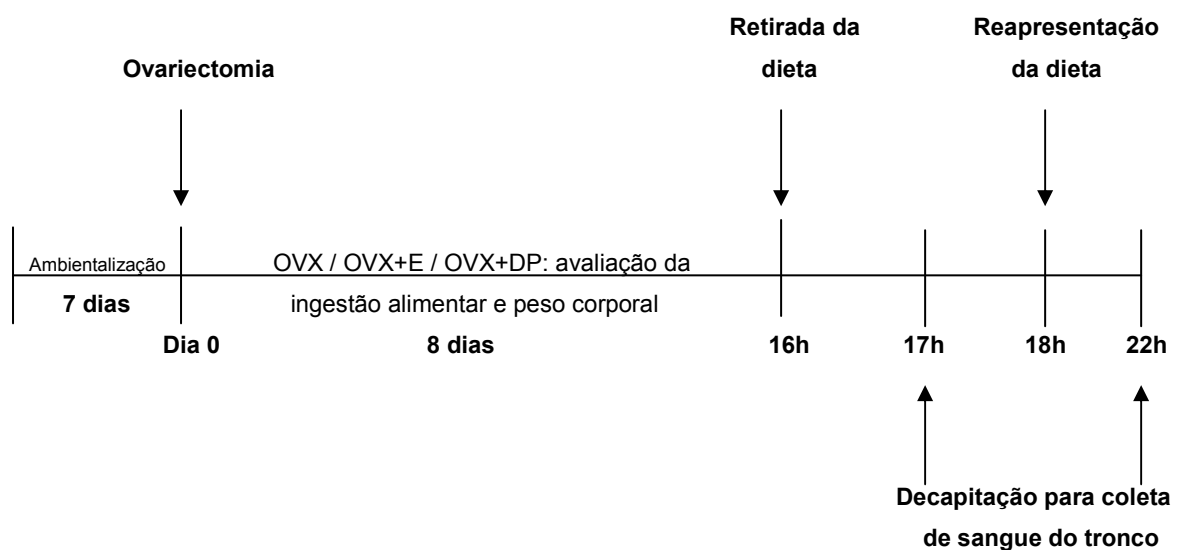 Retirada da
dieta
Reapresentação
da dieta
Ovariectomia
Ambientalização
7 dias
OVX / OVX+E / OVX+DP: avaliação da
ingestão alimentar e peso corporal
Dia 0
8 dias
16h
17h
18h
22h
Decapitação para coleta
de sangue do tronco